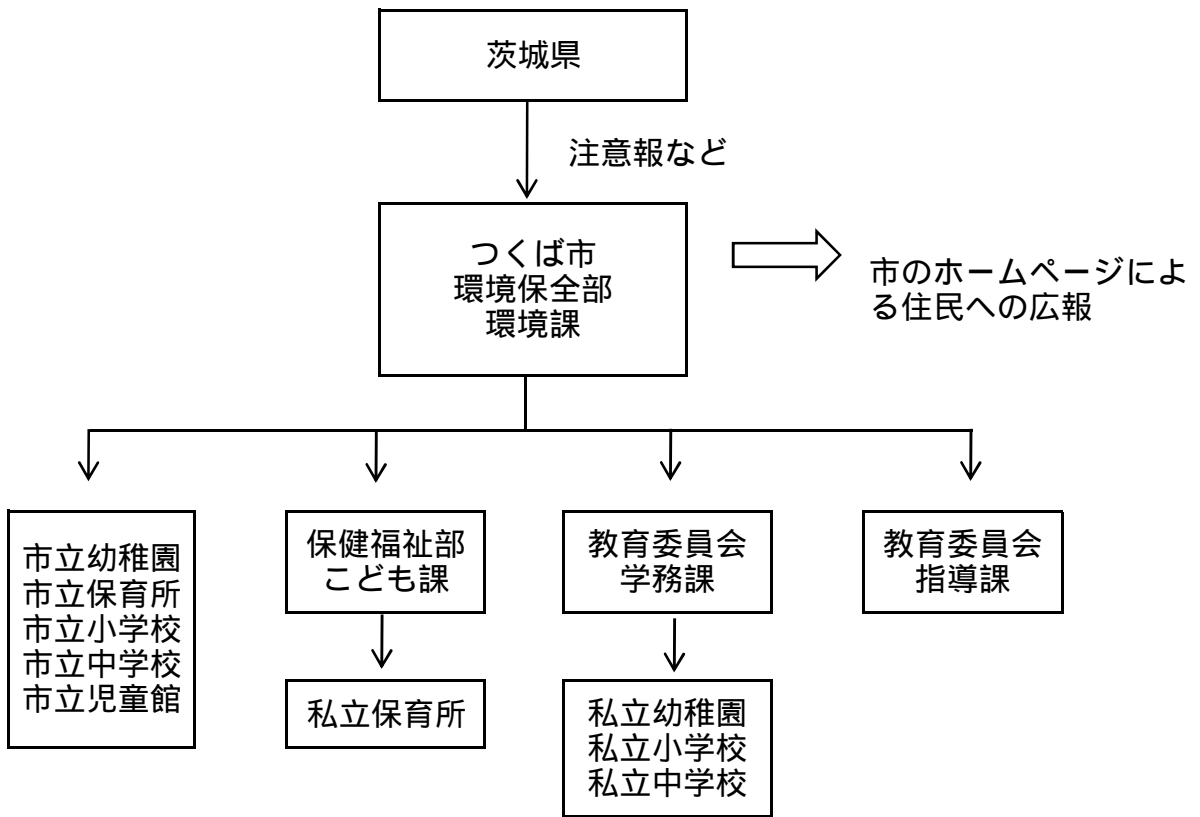 茨城県
注意報など
つくば市
環境保全部
環境課
市のホームページによ
る住民への広報
市立幼稚園
市立保育所
市立小学校
市立中学校
市立児童館
保健福祉部
こども課
教育委員会
学務課
教育委員会
指導課
私立保育所
私立幼稚園
私立小学校
私立中学校